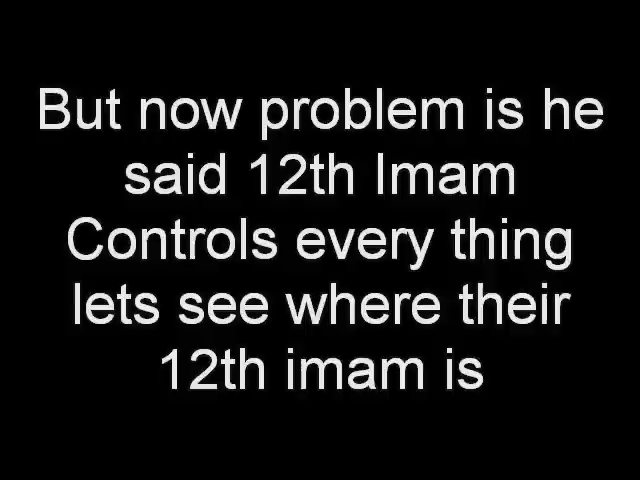 But now problem is he
said 12th Imam
Controls every thing
lets see where their
12th imam is